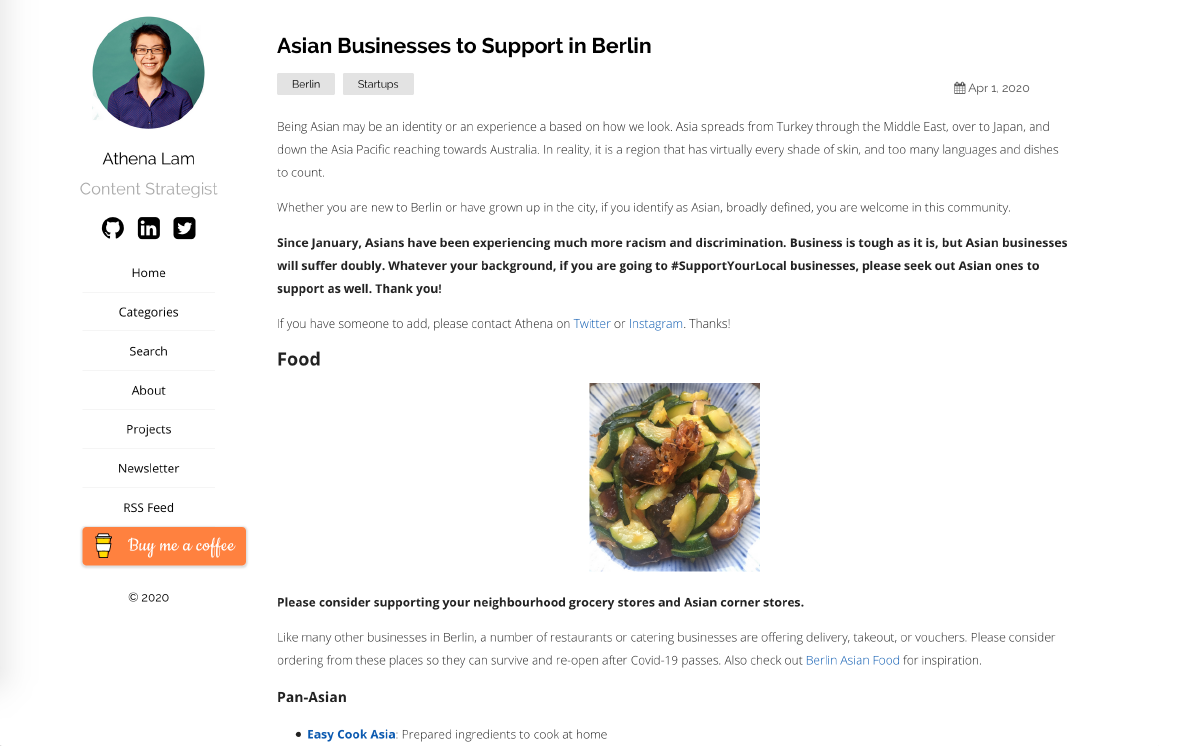 Athena Lam
Content Strategist
Home
Categories
Search
About
Projects
Newsletter
RSS Feed
Buy me a coffee
© 2020
Asian Businesses to Support in Berlin
Berlin Startups
Apr 1, 2020
Being Asian may be an identity or an experience a based on how we look. Asia spreads from Turkey through the Middle East, over to Japan, and
down the Asia Pacific reaching towards Australia. In reality, it is a region that has virtually every shade of skin, and too many languages and dishes
to count.
Whether you are new to Berlin or have grown up in the city, if you identify as Asian, broadly defined, you are welcome in this community.
Since January, Asians have been experiencing much more racism and discrimination. Business is tough as it is, but Asian businesses
will suffer doubly. Whatever your background, if you are going to #SupportYourLocal businesses, please seek out Asian ones to
support as well. Thank you!
If you have someone to add, please contact Athena on Twitter or Instagram. Thanks!
Food
Please consider supporting your neighbourhood grocery stores and Asian corner stores.
Like many other businesses in Berlin, a number of restaurants or catering businesses are offering delivery, takeout, or vouchers. Please consider
ordering from these places so they can survive and re-open after Covid-19 passes. Also check out Berlin Asian Food for inspiration.
Pan-Asian
• Easy Cook Asia: Prepared ingredients to cook at home